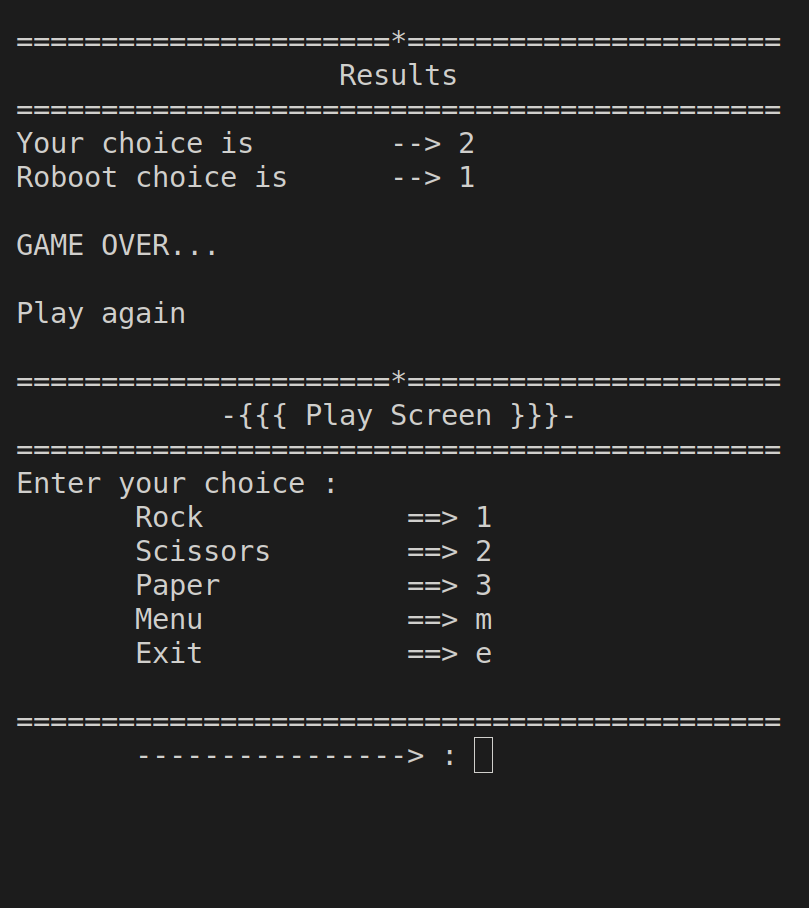 ======================*======================
Results
=============================================
Your choice is --> 2
Roboot choice is --> 1
GAME OVER...
Play again
======================*======================
-{{{ Play Screen }}}-
=============================================
Enter your choice :
Rock ==> 1
Scissors ==> 2
Paper ==> 3
Menu ==> m
Exit ==> e
=============================================
----------------> :